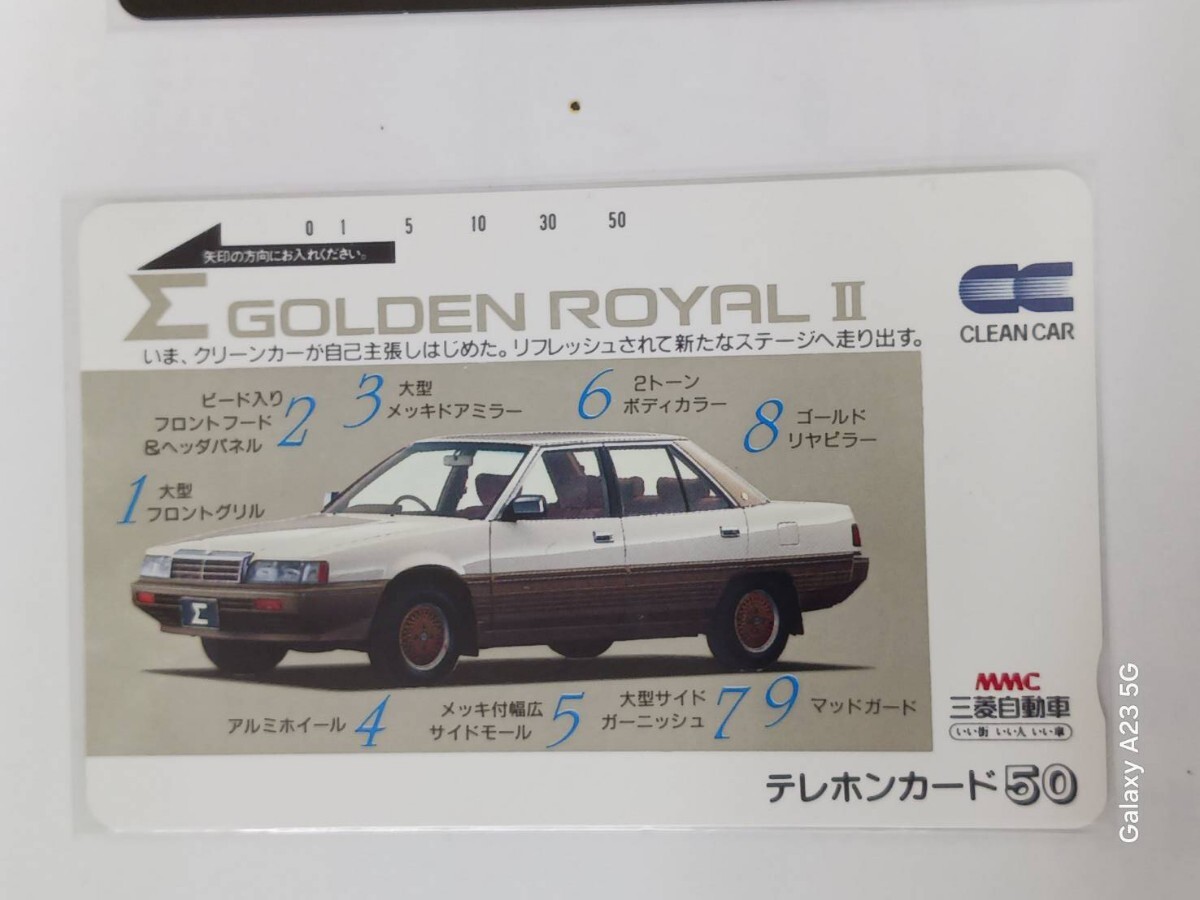 0 1 5 10 30 50
矢印の方向にお入れください。
Σ GOLDEN ROYAL II
CLEAN CAR
いま、クリーンカーが自己主張しはじめた。リフレッシュされて新たなステージへ走り出す。
1 大型
フロントグリル
2 ビード入り
フロントフード
&ヘッダパネル
3 大型
メッキドアミラー
6 2トーン
ボディカラー
8 ゴールド
リヤピラー
Σ
アルミホイール 4
メッキ付幅広
サイドモール 5
大型サイド
ガーニッシュ 7
9 マッドガード
MMC
三菱自動車
いい街 いい人 いい車
テレホンカード 50
Galaxy A23 5G